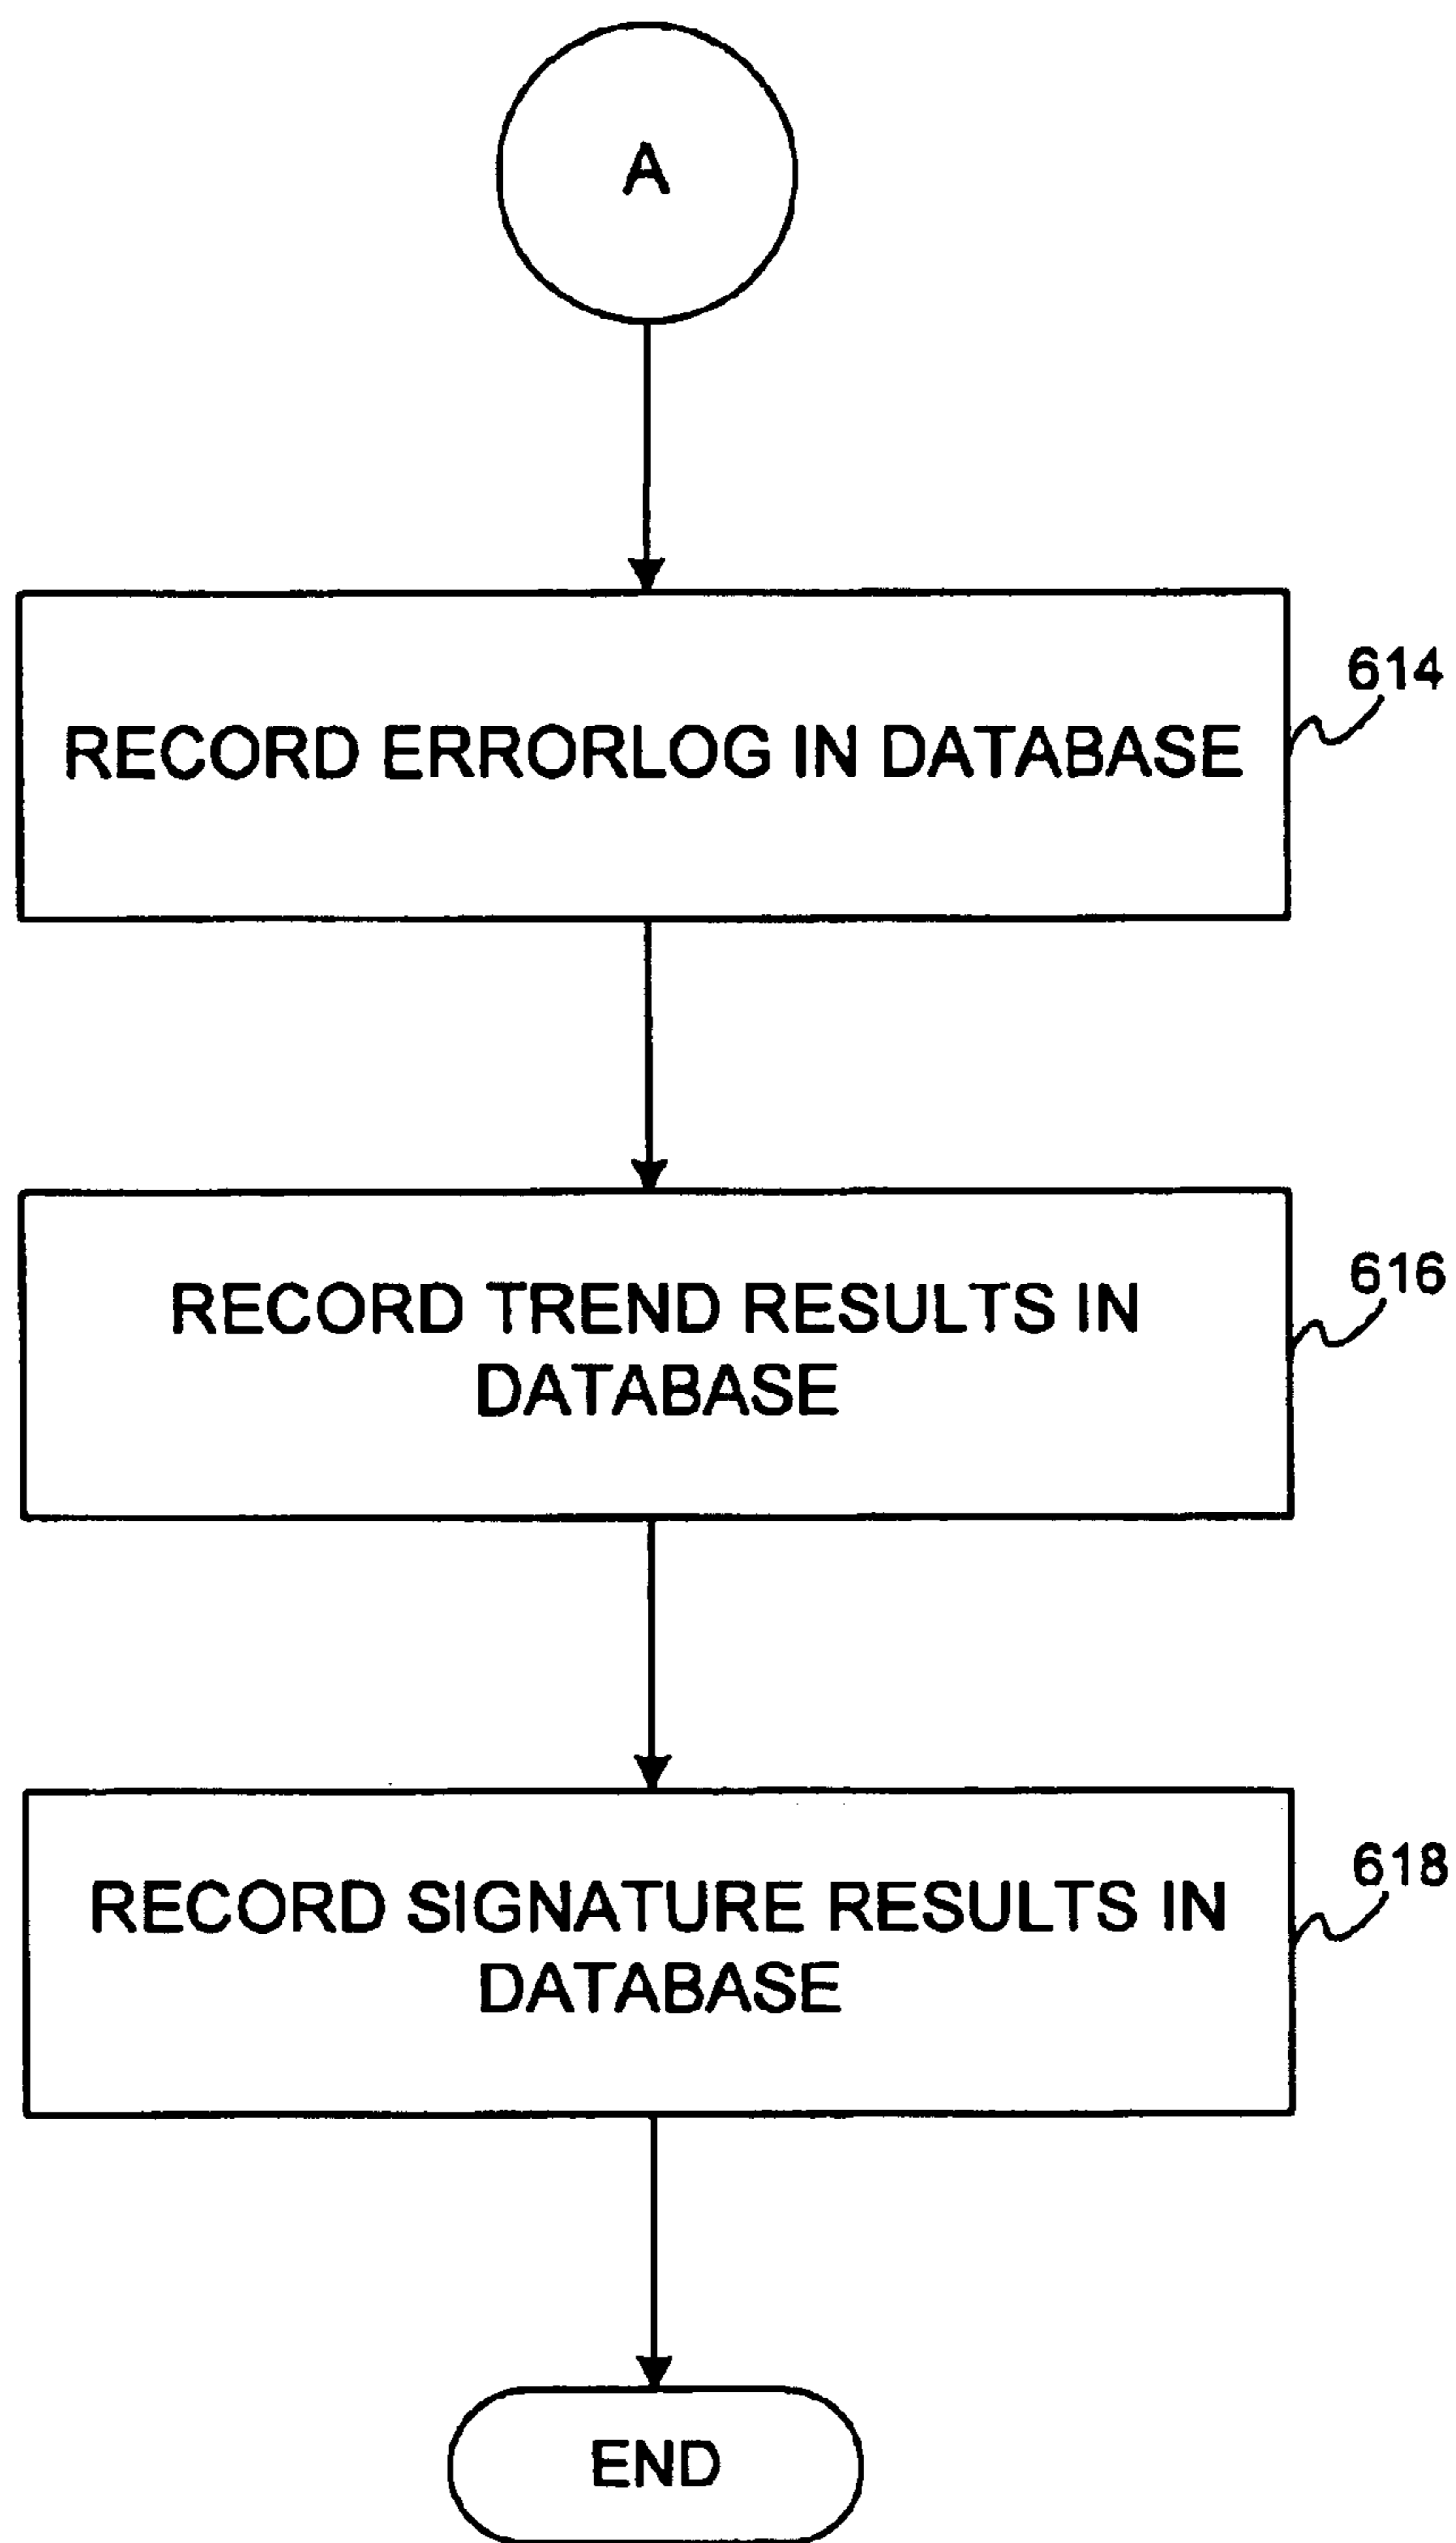 A
614
RECORD ERRORLOG IN DATABASE
616
RECORD TREND RESULTS IN
DATABASE
618
RECORD SIGNATURE RESULTS IN
DATABASE
END